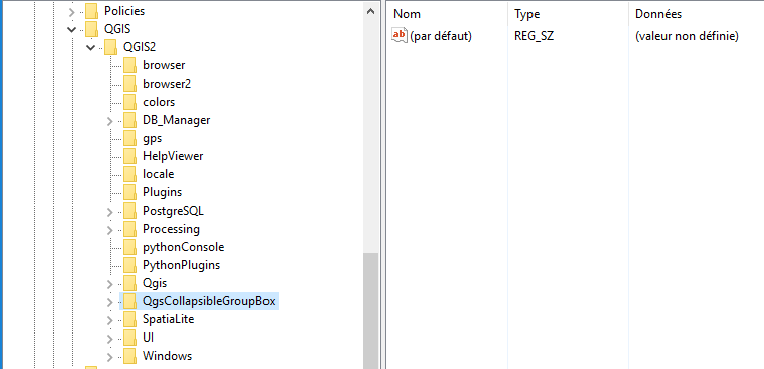 Policies
QGIS
QGIS2
browser
browser2
colors
DB_Manager
gps
HelpViewer
locale
Plugins
PostgreSQL
Processing
pythonConsole
PythonPlugins
Qgis
QgsCollapsibleGroupBox
SpatiaLite
UI
Windows
Nom Type Données
ab (par défaut) REG_SZ (valeur non définie)